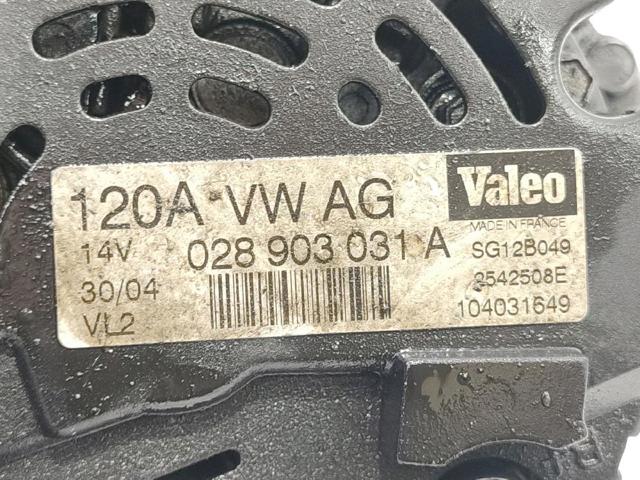 120A VW AG
Valeo
MADE IN FRANCE
14V
028 903 031 A
SG12B049
30/04
2542508E
VL2
104031649